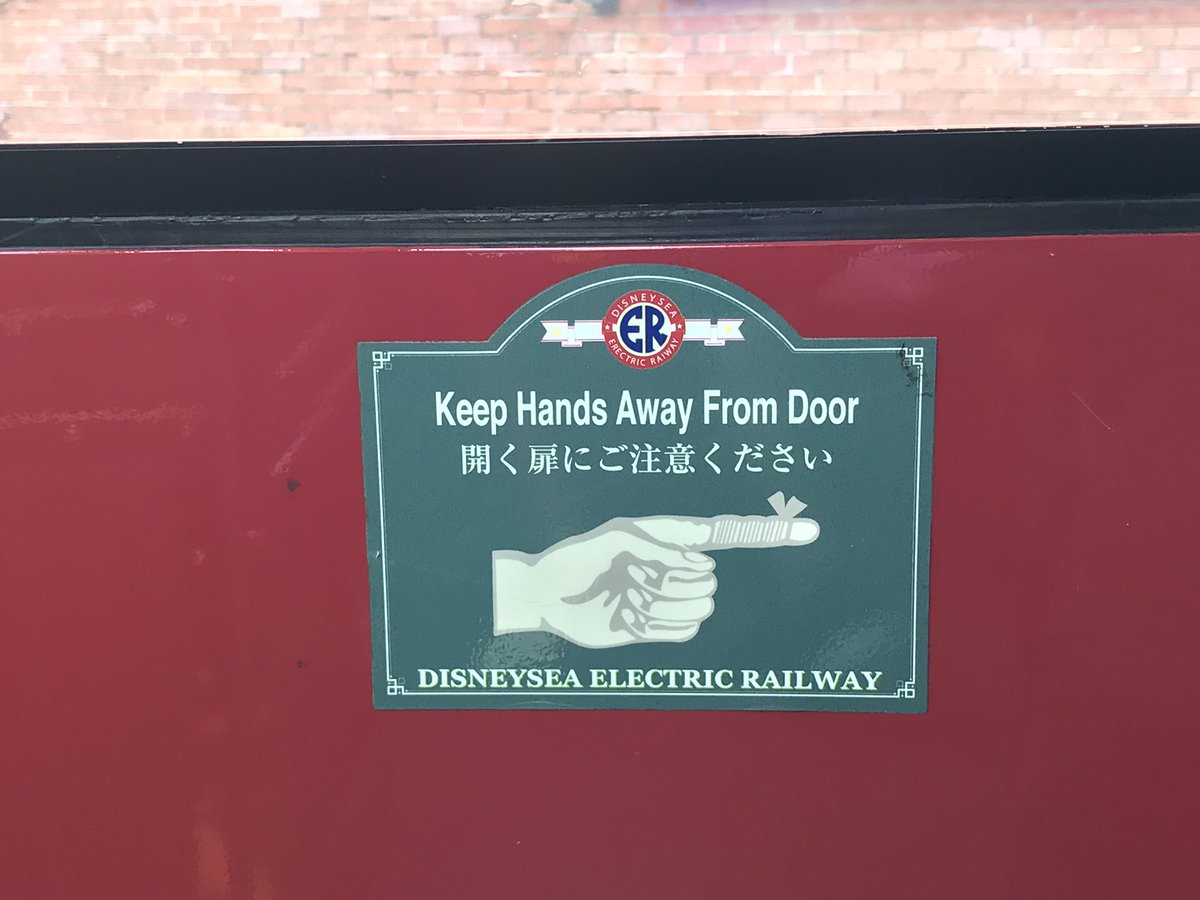 DISNEYSEA
ER
ERECTRIC RAILWAY
Keep Hands Away From Door
開く扉にご注意ください
DISNEYSEA ELECTRIC RAILWAY